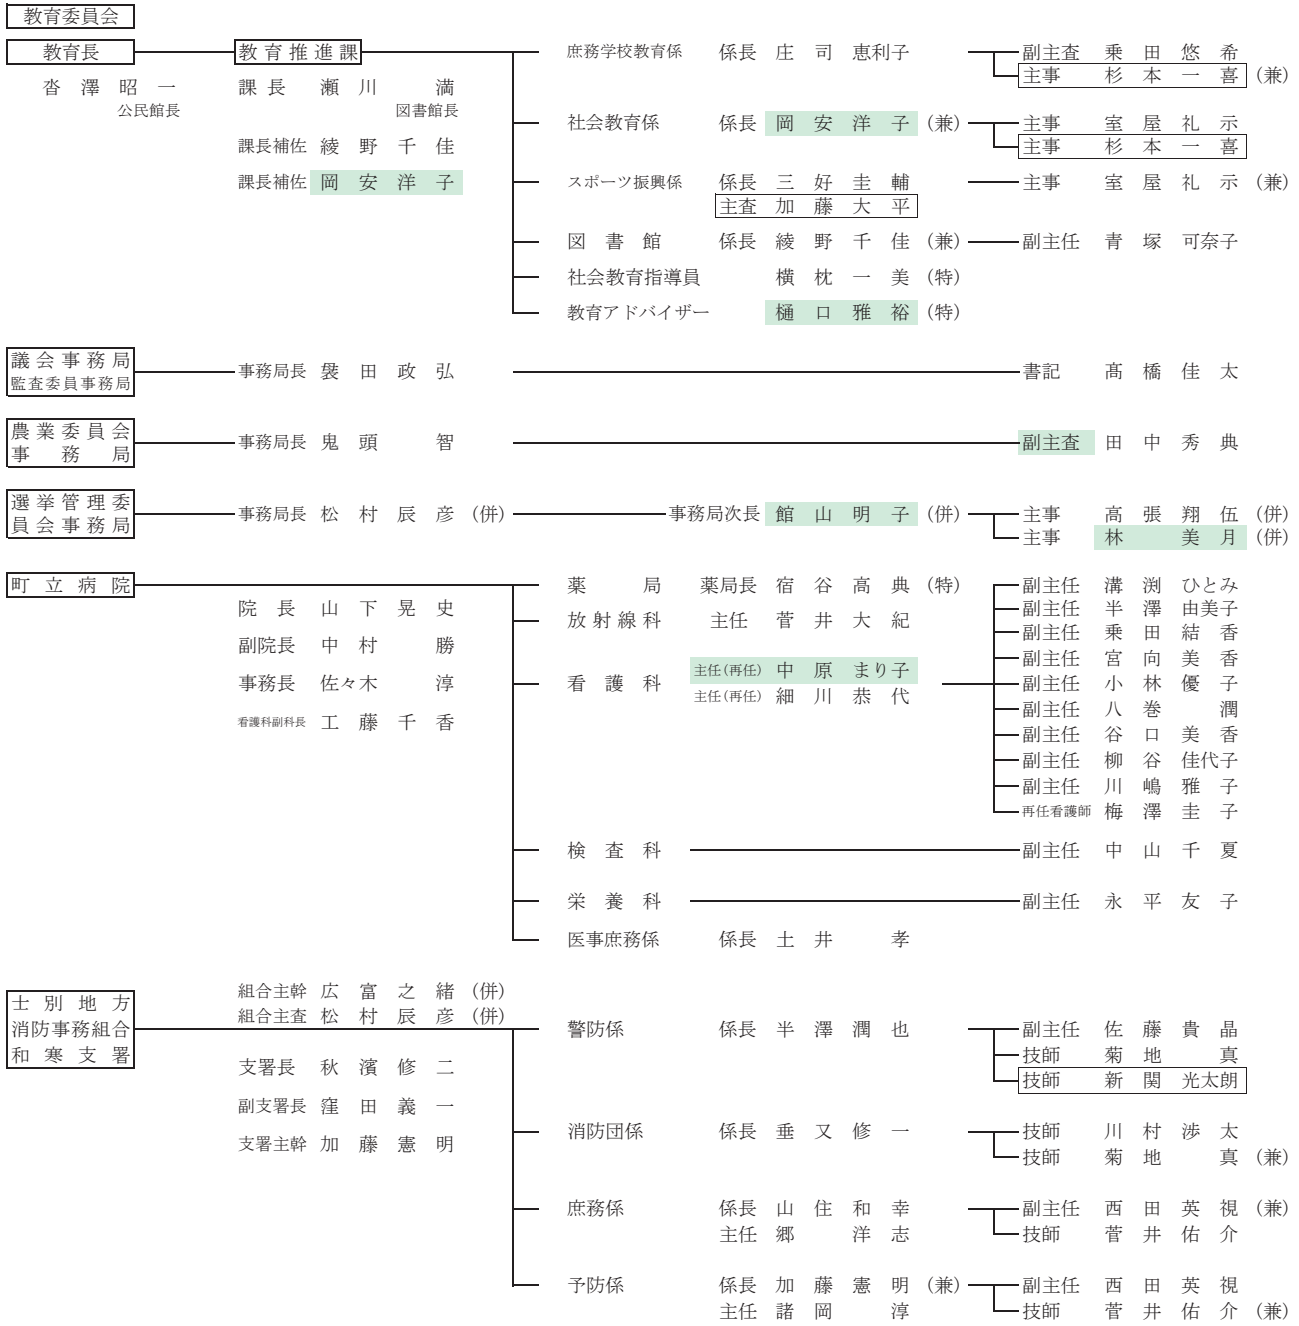 教育委員会
教育長 教育推進課 庶務学校教育係 係長 庄司恵利子 副主査 乗田悠希
主事 杉本一喜（兼）
沓澤昭一 課長 瀬川満
公民館長 図書館長
社会教育係 係長 岡安洋子（兼） 主事 室屋礼示
課長補佐 綾野千佳 主事 杉本一喜
課長補佐 岡安洋子 スポーツ振興係 係長 三好圭輔 主事 室屋礼示（兼）
主査 加藤大平
図書館 係長 綾野千佳（兼） 副主任 青塚可奈子
社会教育指導員 横枕一美（特）
教育アドバイザー 樋口雅裕（特）
議会事務局
監査委員事務局 事務局長 襲田政弘 書記 髙橋佳太
農業委員会
事務局 事務局長 鬼頭智 副主査 田中秀典
選挙管理委
員会事務局 事務局長 松村辰彦（併） 事務局次長 館山明子（併） 主事 高張翔伍（併）
主事 林美月（併）
町立病院 薬局 薬局長 宿谷高典（特） 副主任 溝渕ひとみ
院長 山下晃史 副主任 半澤由美子
放射線科 主任 菅井大紀 副主任 乗田結香
副院長 中村勝 副主任 宮向美香
主任(再任) 中原まり子
事務長 佐々木淳 看護科 副主任 小林優子
主任(再任) 細川恭代
副主任 八巻潤
看護科副科長 工藤千香 副主任 谷口美香
副主任 柳谷佳代子
副主任 川嶋雅子
再任看護師 梅澤圭子
検査科 副主任 中山千夏
栄養科 副主任 永平友子
医事庶務係 係長 土井孝
士別地方
消防事務組合
和寒支署
組合主幹 広富之緒（併）
組合主査 松村辰彦（併）
警防係 係長 半澤潤也 副主任 佐藤貴晶
技師 菊地真
支署長 秋濱修二 技師 新関光太朗
副支署長 窪田義一
消防団係 係長 垂又修一 技師 川村渉太
支署主幹 加藤憲明 技師 菊地真（兼）
庶務係 係長 山住和幸 副主任 西田英視（兼）
主任 郷洋志 技師 菅井佑介
予防係 係長 加藤憲明（兼） 副主任 西田英視
主任 諸岡淳 技師 菅井佑介（兼）